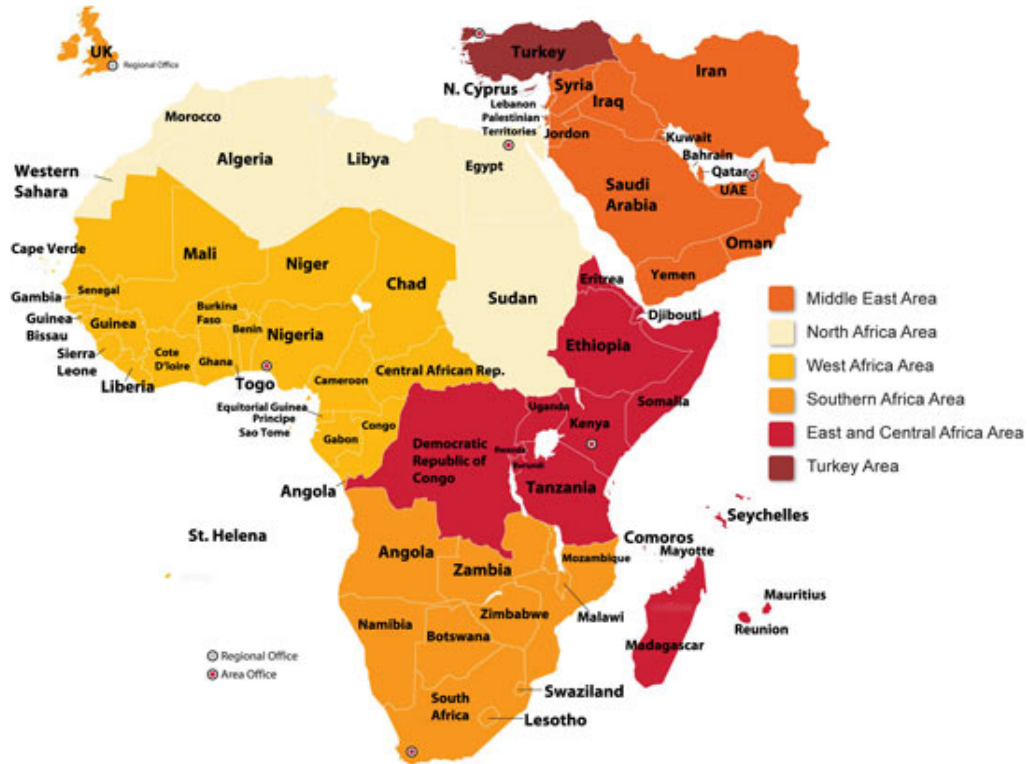 UK
Regional Office
Turkey
Iran
N. Cyprus
Syria
Iraq
Lebanon
Palestinian
Territories
Jordon
Kuwait
Bahrain
Qatar
UAE
Saudi
Arabia
Oman
Yemen
Morocco
Algeria
Libya
Egypt
Western
Sahara
Cape Verde
Mali
Niger
Chad
Sudan
Eritrea
Djibouti
Gambia
Senegal
Guinea
Bissau
Guinea
Burkina
Faso
Benin
Nigeria
Ethiopia
Sierra
Leone
Cote
D'loire
Ghana
Liberia
Togo
Cameroon
Central African Rep.
Somalia
Equitorial Guinea
Principe
Sao Tome
Gabon
Congo
Uganda
Kenya
Rwanda
Burundi
Democratic
Republic of
Congo
Tanzania
Angola
Seychelles
St. Helena
Comoros
Mayotte
Angola
Zambia
Mozambique
Malawi
Mauritius
Reunion
Madagascar
Namibia
Zimbabwe
Botswana
Swaziland
South
Africa
Lesotho
Regional Office
Area Office
Middle East Area
North Africa Area
West Africa Area
Southern Africa Area
East and Central Africa Area
Turkey Area